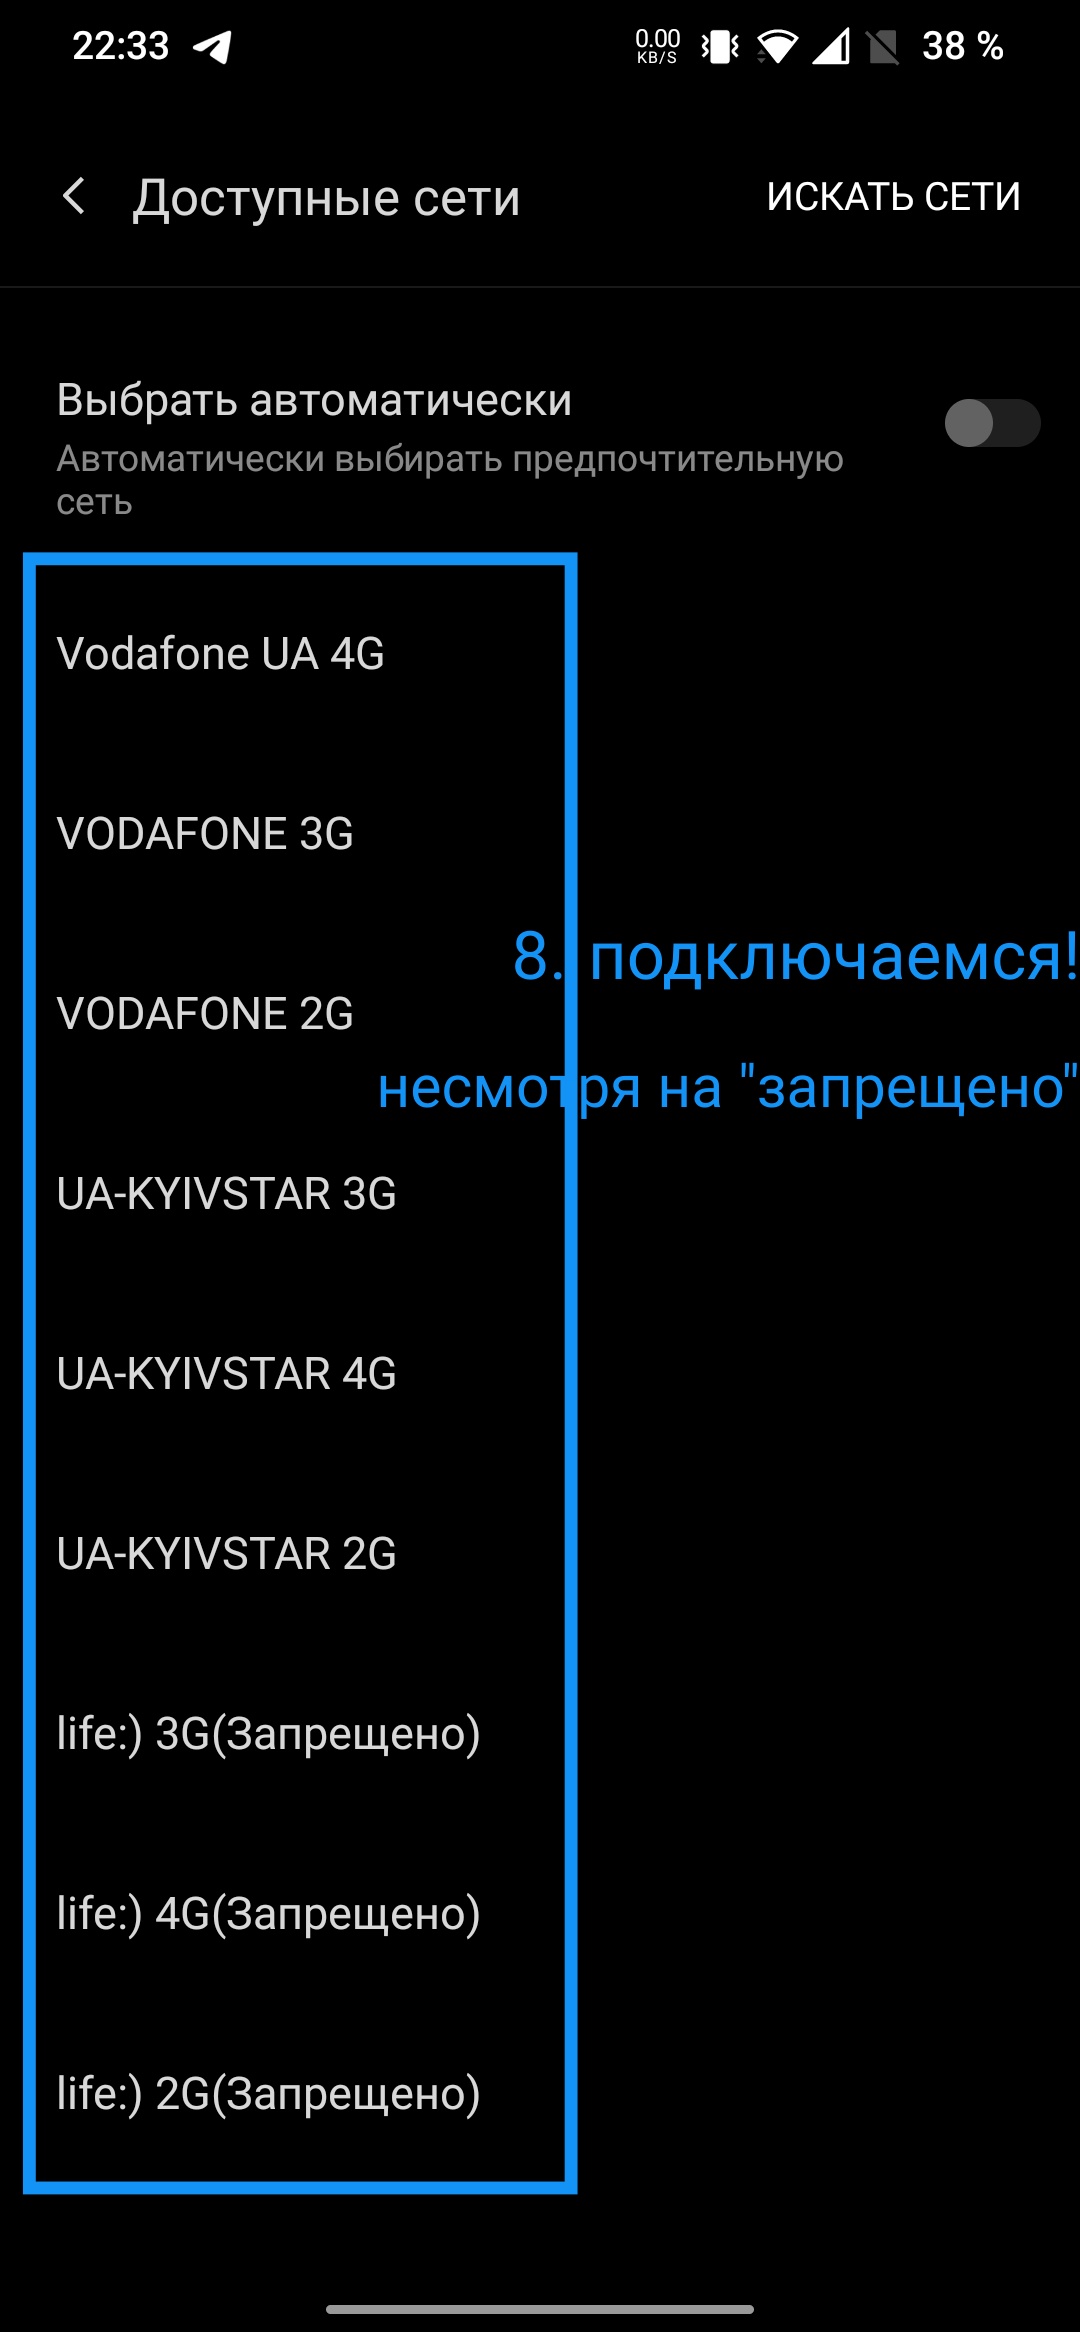 22:33
0.00
KB/S
38 %
Доступные сети
ИСКАТЬ СЕТИ
Выбрать автоматически
Автоматически выбирать предпочтительную
сеть
Vodafone UA 4G
VODAFONE 3G
8. подключаемся!
VODAFONE 2G
несмотря на "запрещено"
UA-KYIVSTAR 3G
UA-KYIVSTAR 4G
UA-KYIVSTAR 2G
life:) 3G(Запрещено)
life:) 4G(Запрещено)
life:) 2G(Запрещено)